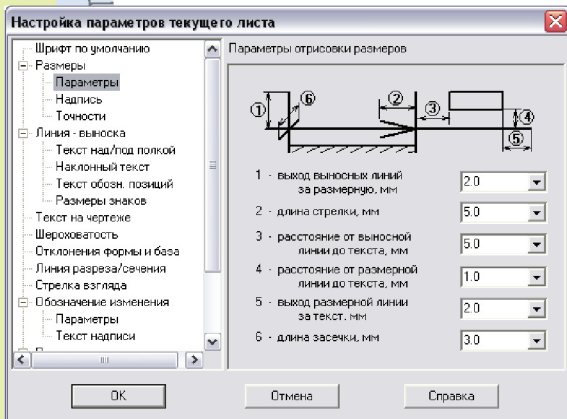 Настройка параметров текущего листа
Шрифт по умолчанию
Размеры
Параметры
Надпись
Точности
Линия - выноска
Текст над/под полкой
Наклонный текст
Текст обозн. позиций
Размеры знаков
Текст на чертеже
Шероховатость
Отклонения формы и база
Линия разреза/сечения
Стрелка взгляда
Обозначение изменения
Параметры
Текст надписи
Параметры отрисовки размеров
1
6
2
3
4
5
1 - выход выносных линий
за размерную, мм
2.0
2 - длина стрелки, мм
5.0
3 - расстояние от выносной
линии до текста, мм
5.0
4 - расстояние от размерной
линии до текста, мм
1.0
5 - выход размерной линии
за текст, мм
2.0
6 - длина засечки, мм
3.0
OK
Отмена
Справка